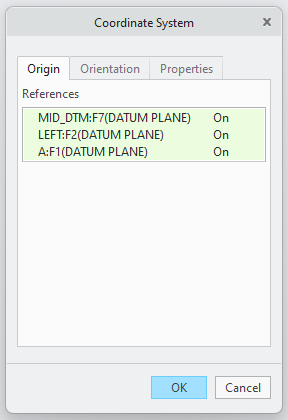 Coordinate System
Origin Orientation Properties
References
MID_DTM:F7(DATUM PLANE) On
LEFT:F2(DATUM PLANE) On
A:F1(DATUM PLANE) On
OK Cancel